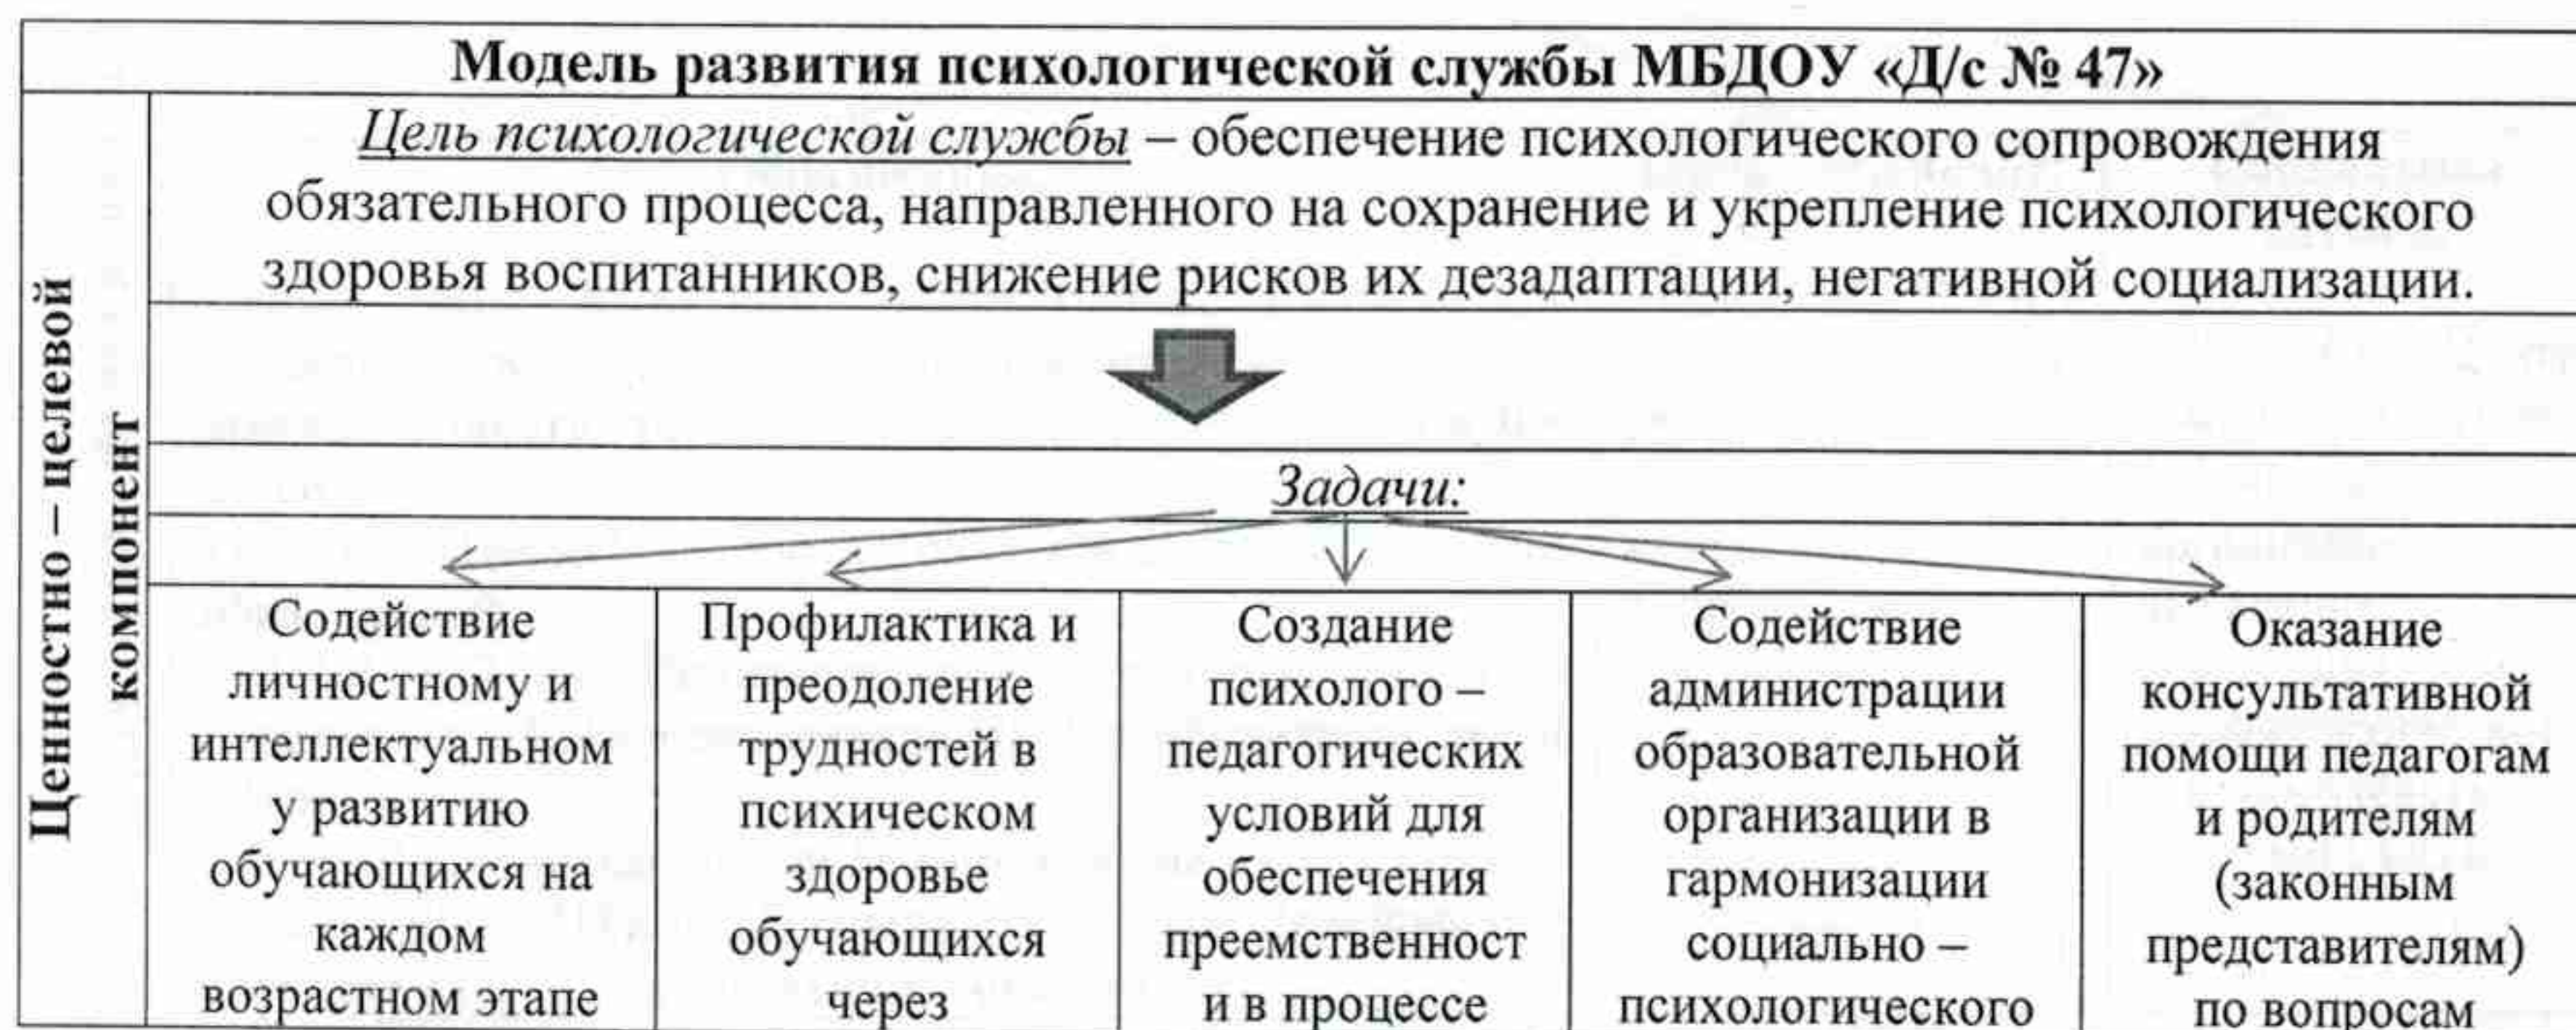 Модель развития психологической службы МБДОУ «Д/с № 47»
Ценностно – целевой
компонент
Цель психологической службы – обеспечение психологического сопровождения
обязательного процесса, направленного на сохранение и укрепление психологического
здоровья воспитанников, снижение рисков их дезадаптации, негативной социализации.
Задачи:
Содействие
личностному и
интеллектуальном
у развитию
обучающихся на
каждом
возрастном этапе
Профилактика и
преодоление
трудностей в
психическом
здоровье
обучающихся
через
Создание
психолого –
педагогических
условий для
обеспечения
преемственност
и в процессе
Содействие
администрации
образовательной
организации в
гармонизации
социально –
психологического
Оказание
консультативной
помощи педагогам
и родителям
(законным
представителям)
по вопросам